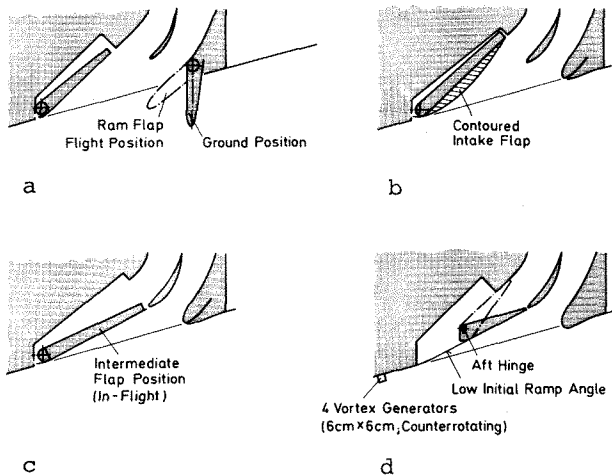 Ram Flap
Flight Position
Ground Position
a
Contoured
Intake Flap
b
Intermediate
Flap Position
(In-Flight)
c
Aft Hinge
Low Initial Ramp Angle
4 Vortex Generators
(6cm×6cm, Counterrotating)
d